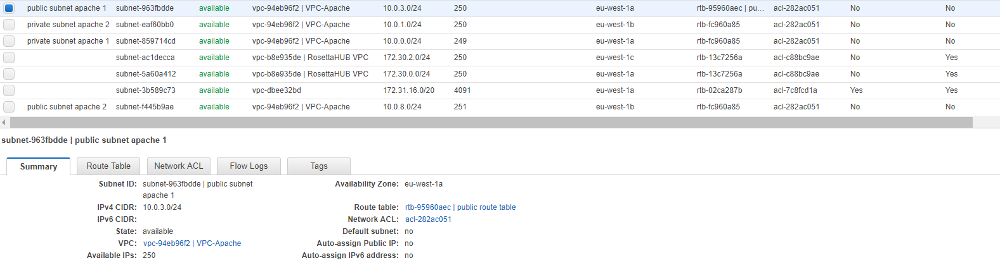 public subnet apache 1 subnet-963fbdde available vpc-94eb96f2 | VPC-Apache 10.0.3.0/24 250 eu-west-1a rtb-95960aec | pu... acl-282ac051 No No
private subnet apache 2 subnet-eaf60bb0 available vpc-94eb96f2 | VPC-Apache 10.0.1.0/24 250 eu-west-1b rtb-fc960a85 acl-282ac051 No No
private subnet apache 1 subnet-859714cd available vpc-94eb96f2 | VPC-Apache 10.0.0.0/24 249 eu-west-1a rtb-fc960a85 acl-282ac051 No No
subnet-ac1decca available vpc-b8e935de | RosettaHUB VPC 172.30.2.0/24 250 eu-west-1c rtb-13c7256a acl-c88bc9ae No Yes
subnet-5a60a412 available vpc-b8e935de | RosettaHUB VPC 172.30.0.0/24 250 eu-west-1a rtb-13c7256a acl-c88bc9ae No Yes
subnet-3b589c73 available vpc-dbee32bd 172.31.16.0/20 4091 eu-west-1a rtb-02ca287b acl-7c8fcd1a Yes Yes
public subnet apache 2 subnet-f445b9ae available vpc-94eb96f2 | VPC-Apache 10.0.8.0/24 251 eu-west-1b rtb-fc960a85 acl-282ac051 No No
subnet-963fbdde | public subnet apache 1
Summary Route Table Network ACL Flow Logs Tags
Subnet ID: subnet-963fbdde | public subnet Availability Zone: eu-west-1a
apache 1
IPv4 CIDR: 10.0.3.0/24 Route table: rtb-95960aec | public route table
IPv6 CIDR: Network ACL: acl-282ac051
State: available Default subnet: no
VPC: vpc-94eb96f2 | VPC-Apache Auto-assign Public IP: no
Available IPs: 250 Auto-assign IPv6 address: no